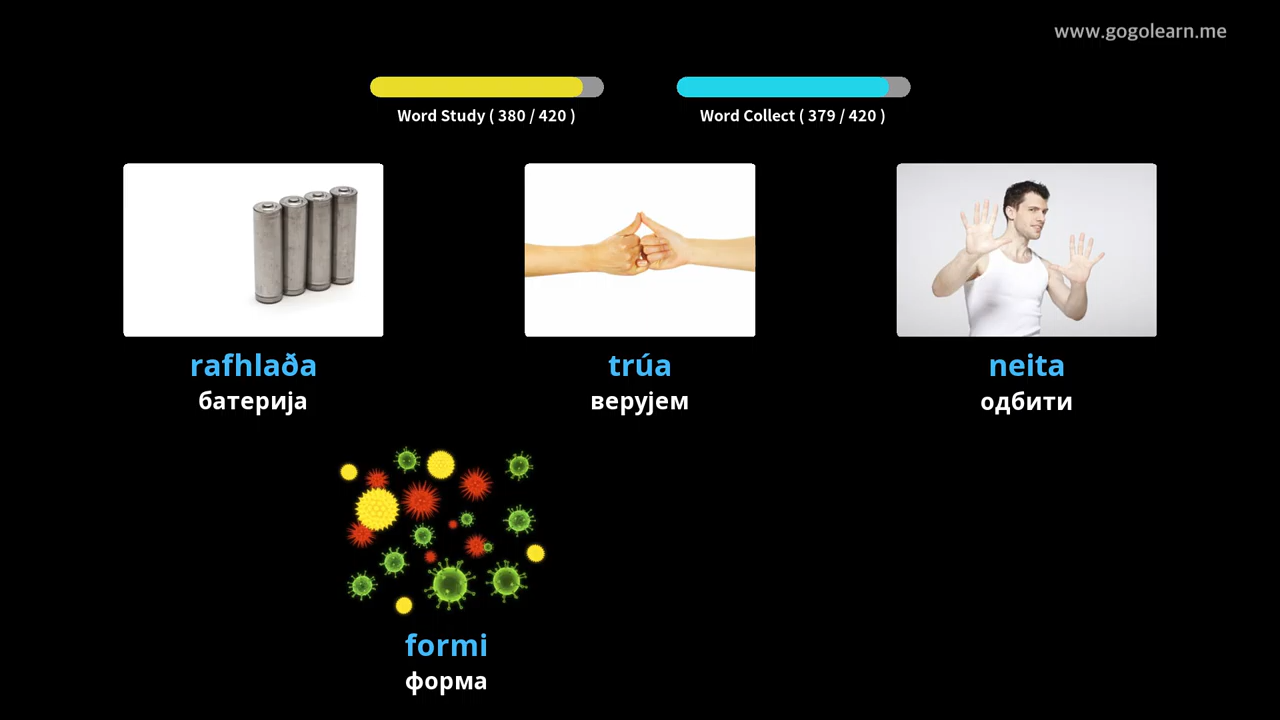 www.gogolearn.me
Word Study ( 380 / 420 )
Word Collect ( 379 / 420 )
rafhlaða
батерија
trúa
верујем
neita
одбити
formi
форма